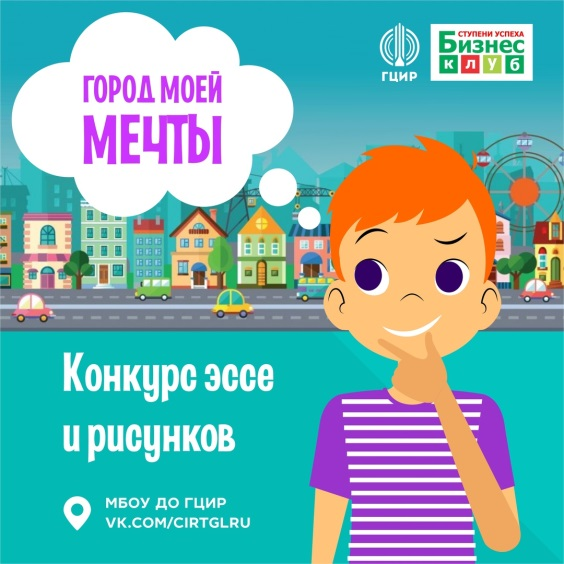 ГЦИР
СТУПЕНИ УСПЕХА
БИЗНЕС
КЛУБ
ГОРОД МОЕЙ
МЕЧТЫ
Конкурс эссе
и рисунков
МБОУ ДО ГЦИР
VK.COM/CIRTGLRU